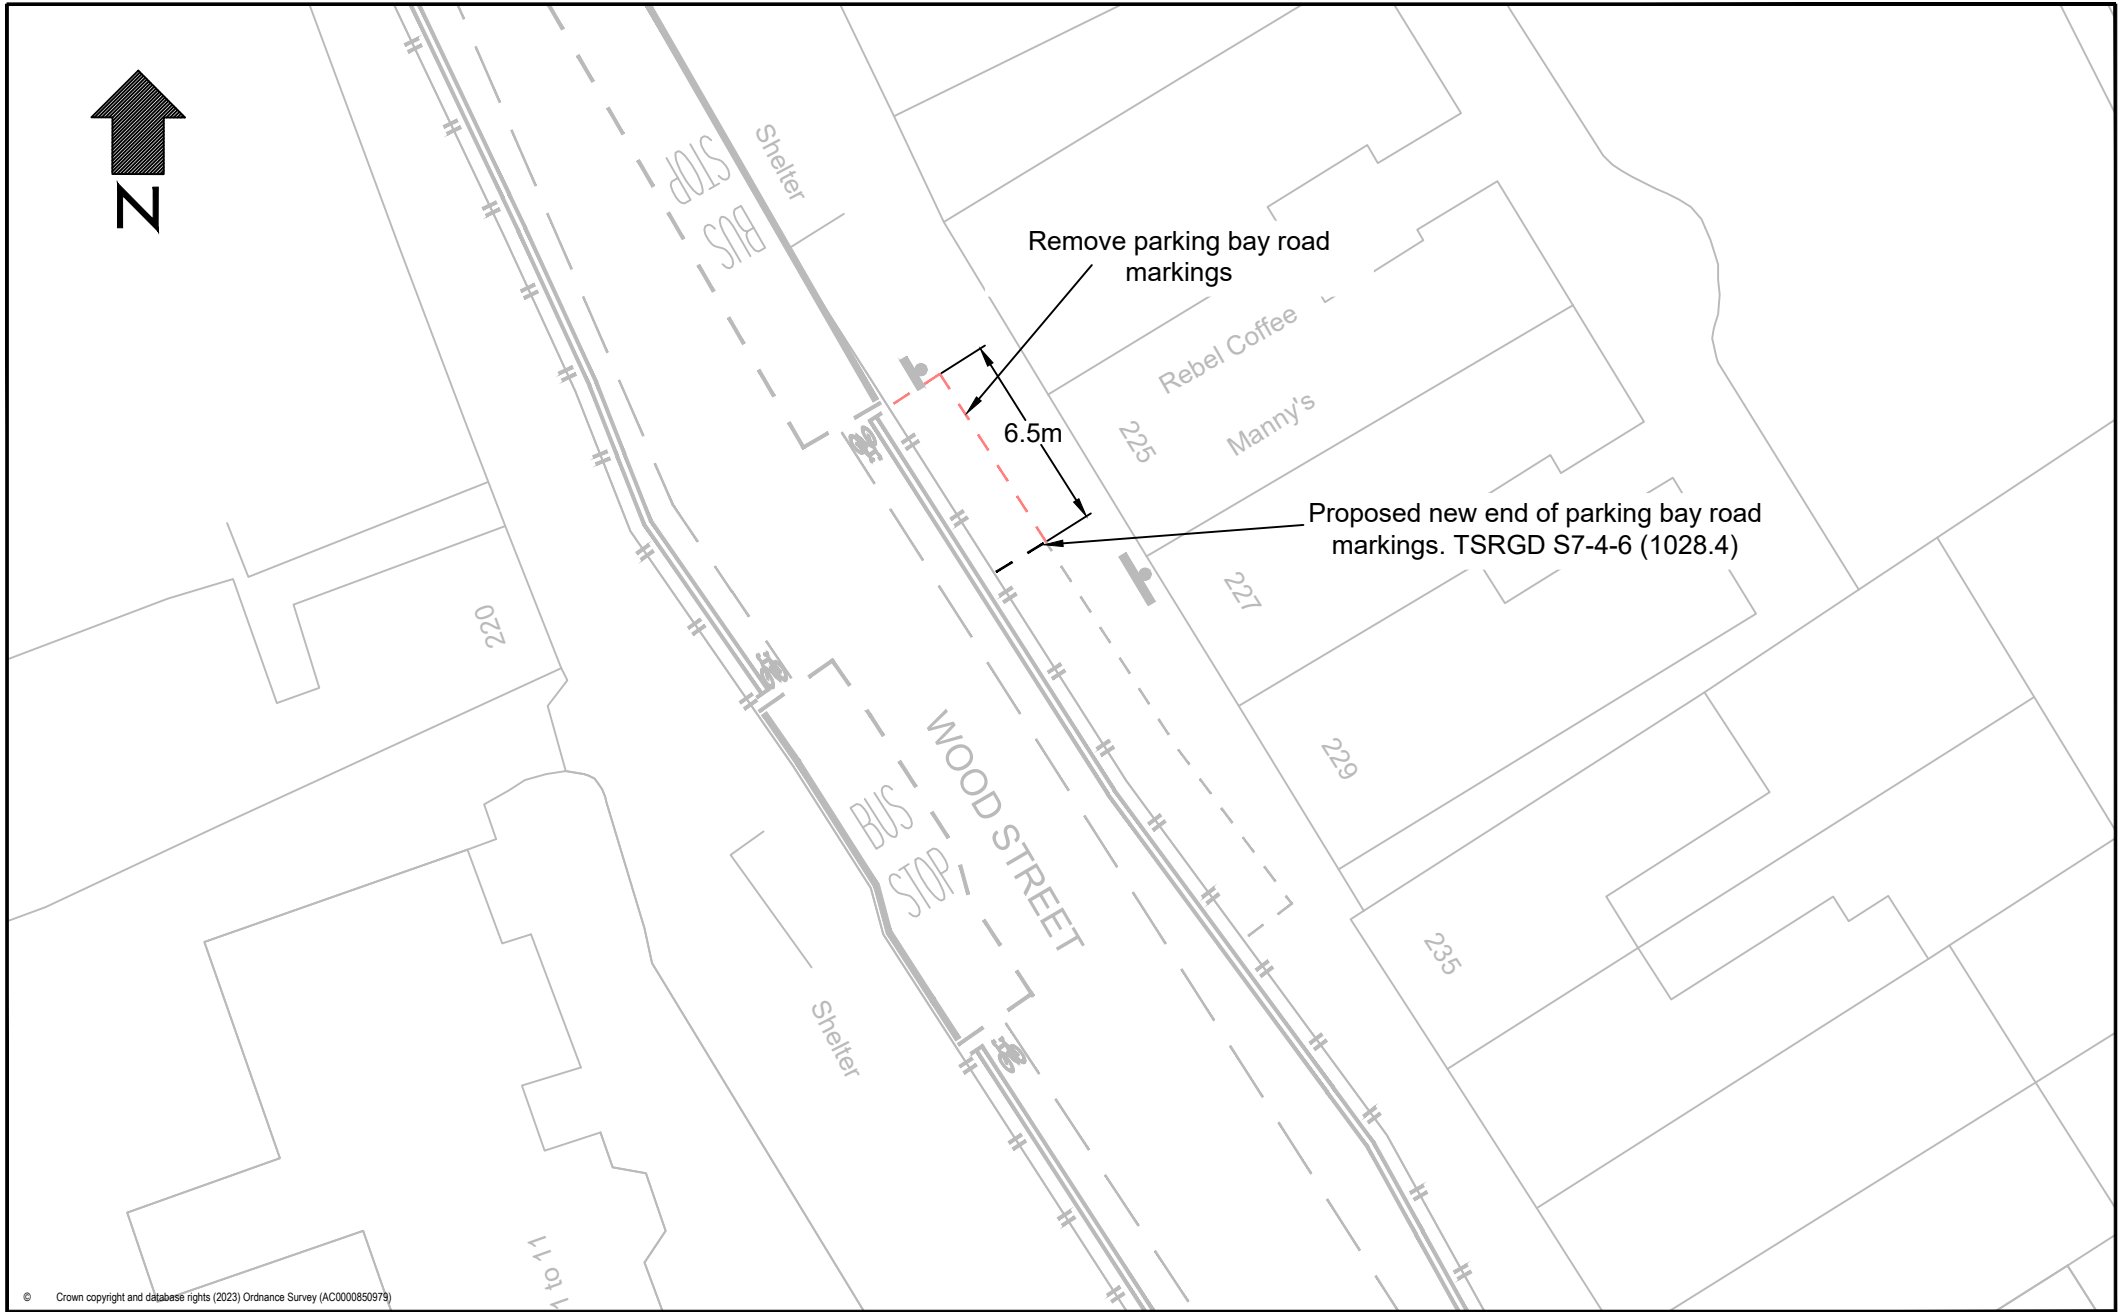 N
STOP
BUS
Shelter
Remove parking bay road
markings
Rebel Coffee
Manny's
6.5m
225
Proposed new end of parking bay road
markings. TSRGD S7-4-6 (1028.4)
227
220
229
WOOD STREET
BUS
STOP
235
Shelter
1 to 11
© Crown copyright and database rights (2023) Ordnance Survey (AC0000850979)